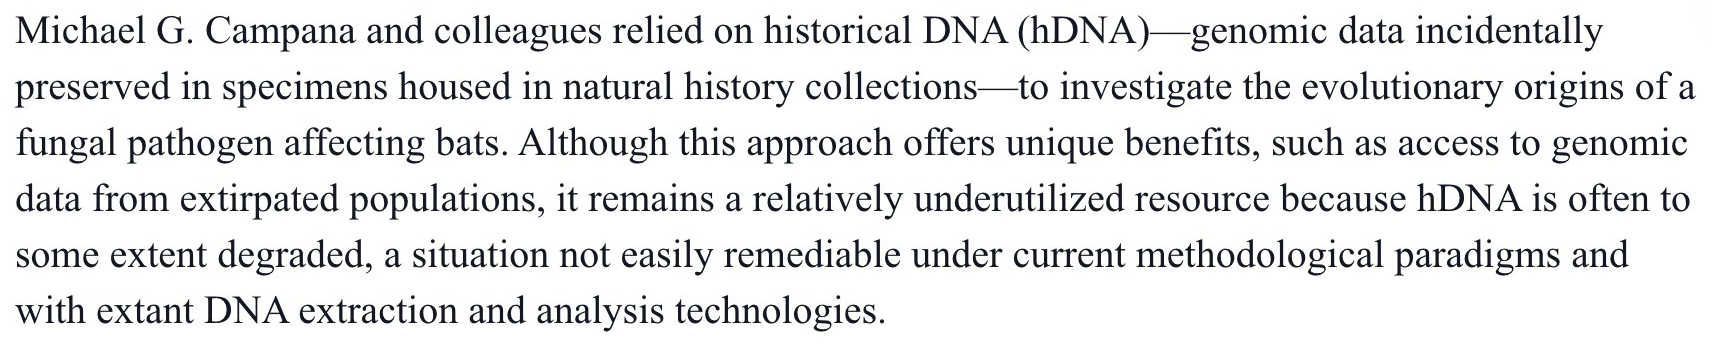 Michael G. Campana and colleagues relied on historical DNA (hDNA)—genomic data incidentally
preserved in specimens housed in natural history collections—to investigate the evolutionary origins of a
fungal pathogen affecting bats. Although this approach offers unique benefits, such as access to genomic
data from extirpated populations, it remains a relatively underutilized resource because hDNA is often to
some extent degraded, a situation not easily remediable under current methodological paradigms and
with extant DNA extraction and analysis technologies.